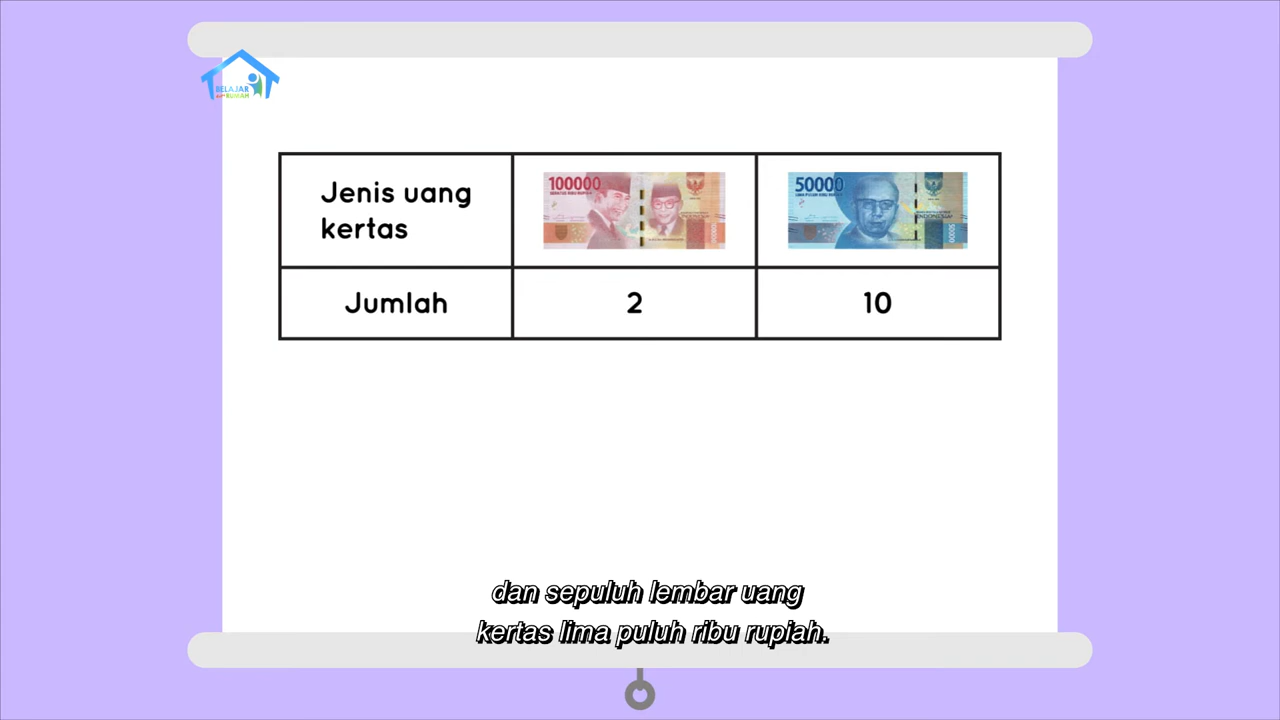 BELAJAR
dari RUMAH
Jenis uang
kertas
100000
50000
Jumlah
2
10
dan sepuluh lembar uang
kertas lima puluh ribu rupiah.